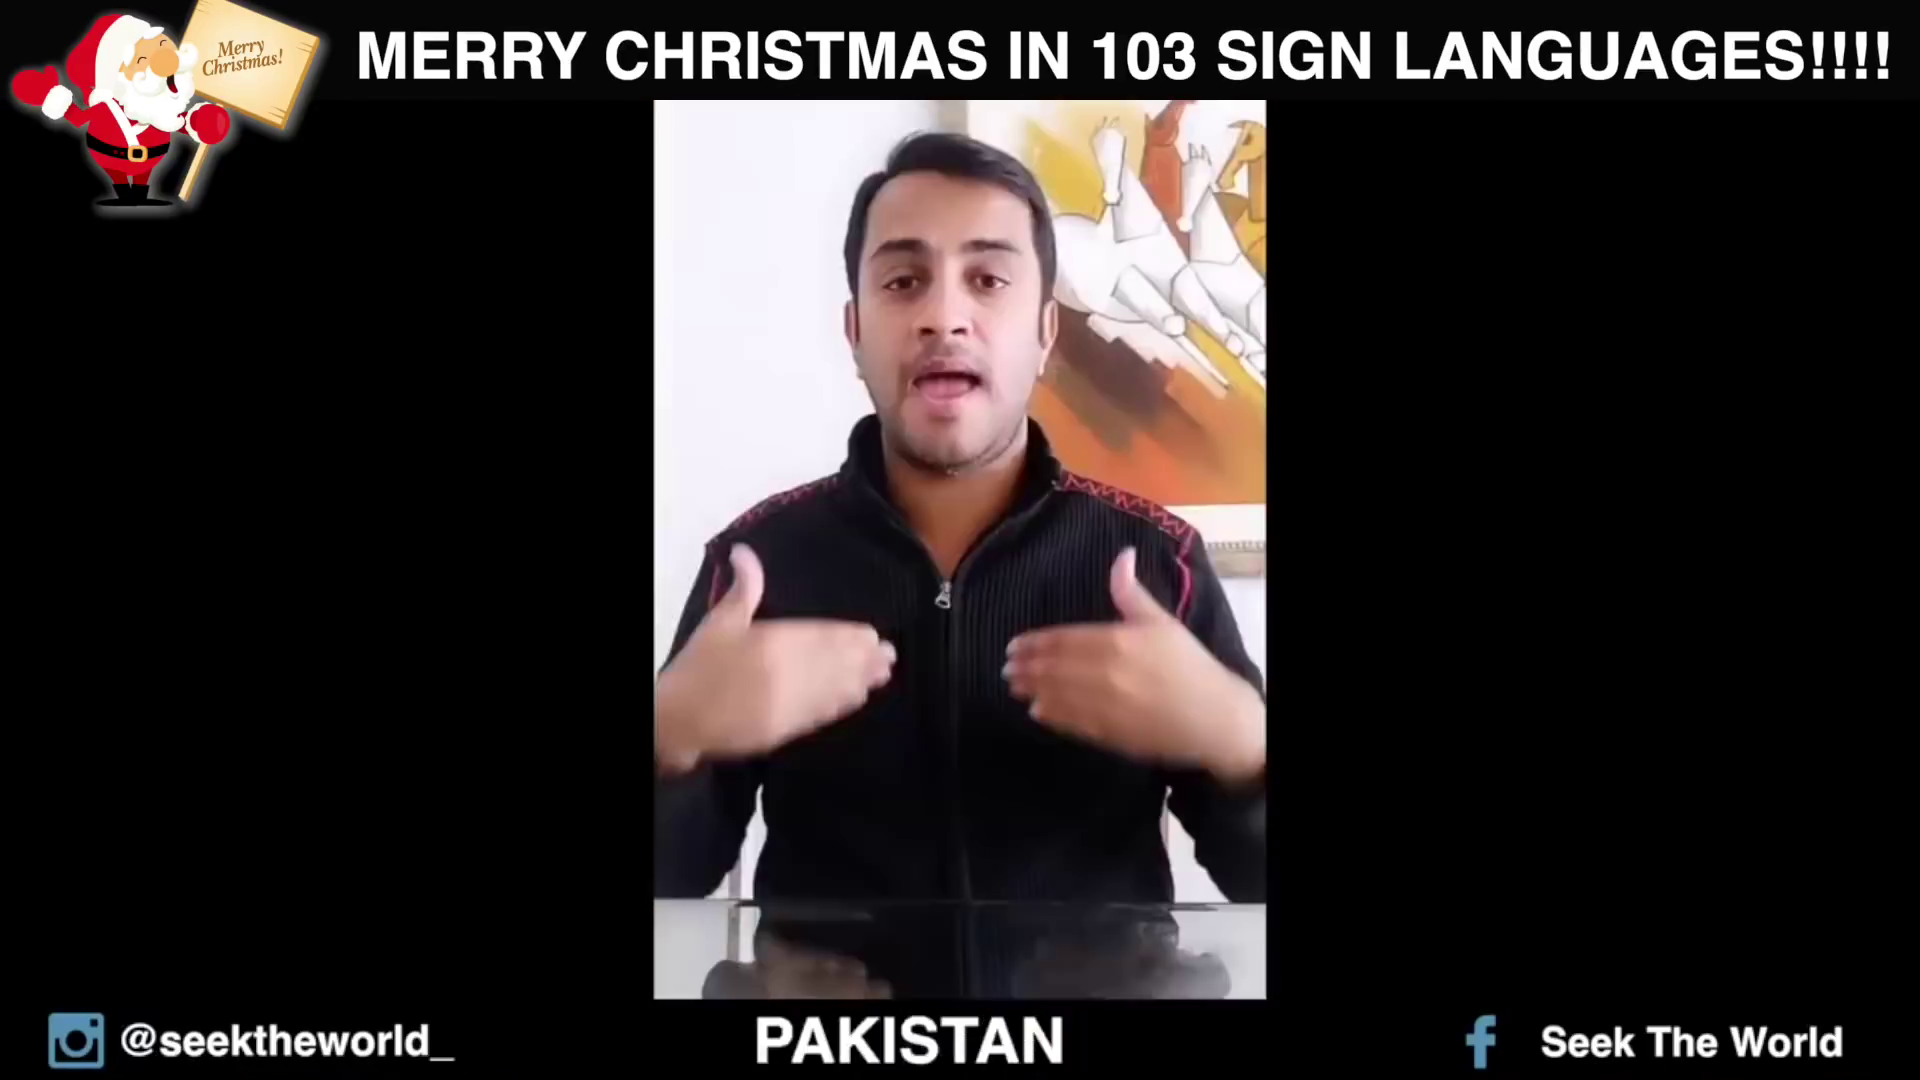 Merry
Christmas!
MERRY CHRISTMAS IN 103 SIGN LANGUAGES!!!!
@seektheworld_
PAKISTAN
Seek The World